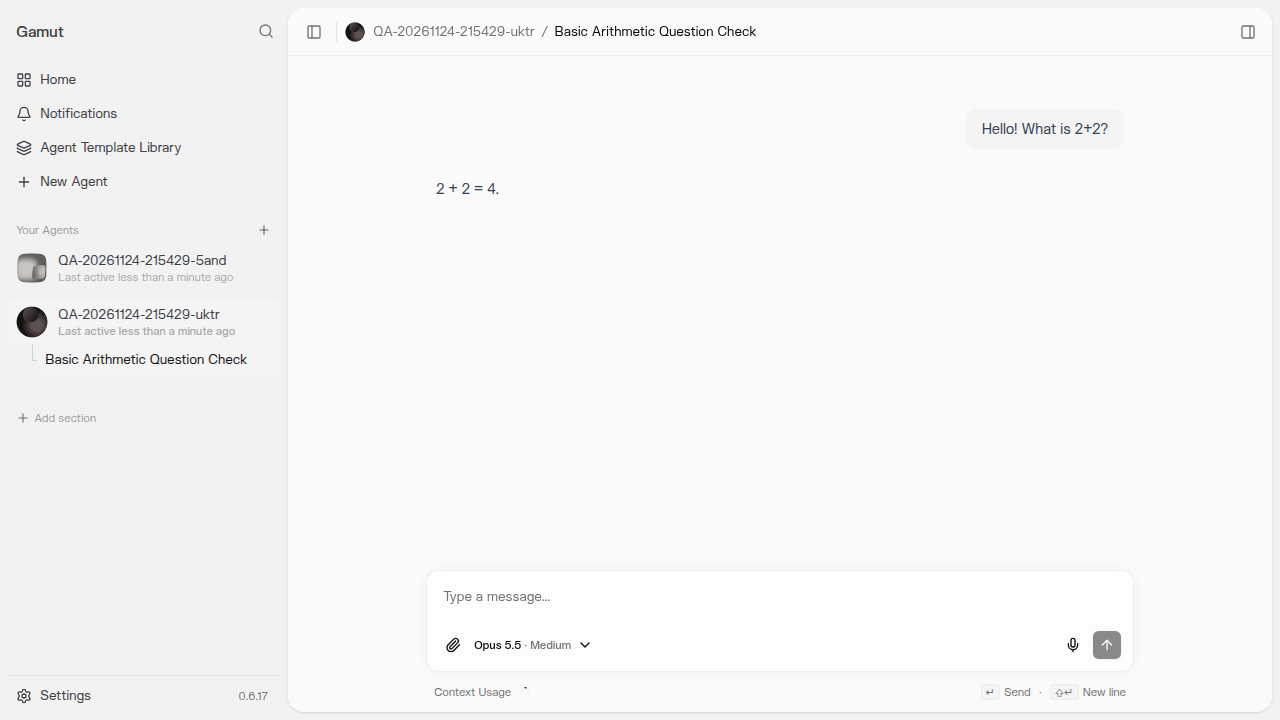 Gamut
Home
Notifications
Agent Template Library
New Agent
Your Agents
QA-20261124-215429-5and
Last active less than a minute ago
QA-20261124-215429-uktr
Last active less than a minute ago
Basic Arithmetic Question Check
Add section
Settings
0.6.17
QA-20261124-215429-uktr / Basic Arithmetic Question Check
Hello! What is 2+2?
2 + 2 = 4.
Type a message...
Opus 5.5 · Medium
Context Usage
↵ Send · ⇧↵ New line